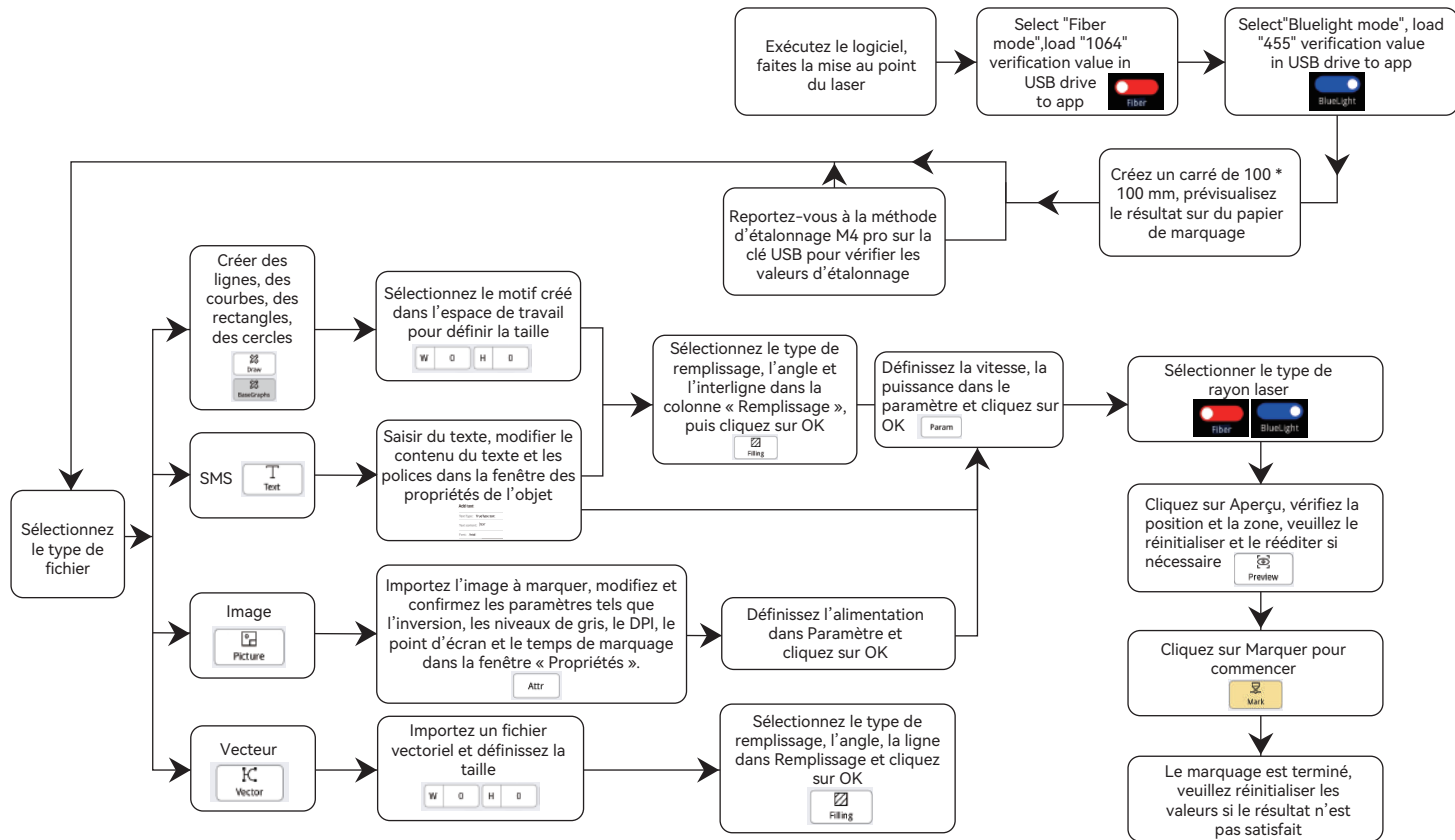 Exécutez le logiciel,
faites la mise au point
du laser
Select "Fiber
mode",load "1064"
verification value in
USB drive
to app
Fiber
Select"Bluelight mode", load
"455" verification value
in USB drive to app
BlueLight
Créez un carré de 100 *
100 mm, prévisualisez
le résultat sur du papier
de marquage
Reportez-vous à la méthode
d'étalonnage M4 pro sur la
clé USB pour vérifier les
valeurs d'étalonnage
Sélectionnez
le type de
fichier
Créer des
lignes, des
courbes, des
rectangles,
des cercles
Draw
BaseGraphs
Sélectionnez le motif créé
dans l'espace de travail
pour définir la taille
W 0 H 0
SMS
Text
Saisir du texte, modifier le
contenu du texte et les
polices dans la fenêtre des
propriétés de l'objet
Add text
Sélectionnez le type de
remplissage, l'angle et
l'interligne dans la
colonne « Remplissage »,
puis cliquez sur OK
Filling
Définissez la vitesse, la
puissance dans le
paramètre et cliquez sur
OK Param
Image
Picture
Importez l'image à marquer, modifiez et
confirmez les paramètres tels que
l'inversion, les niveaux de gris, le DPI, le
point d'écran et le temps de marquage
dans la fenêtre « Propriétés ».
Attr
Définissez l'alimentation
dans Paramètre et
cliquez sur OK
Vecteur
Vector
Importez un fichier
vectoriel et définissez la
taille
W 0 H 0
Sélectionnez le type de
remplissage, l'angle, la ligne
dans Remplissage et cliquez
sur OK
Filling
Sélectionner le type de
rayon laser
Fiber BlueLight
Cliquez sur Aperçu, vérifiez la
position et la zone, veuillez le
réinitialiser et le rééditer si
nécessaire
Preview
Cliquez sur Marquer pour
commencer
Mark
Le marquage est terminé,
veuillez réinitialiser les
valeurs si le résultat n'est
pas satisfait